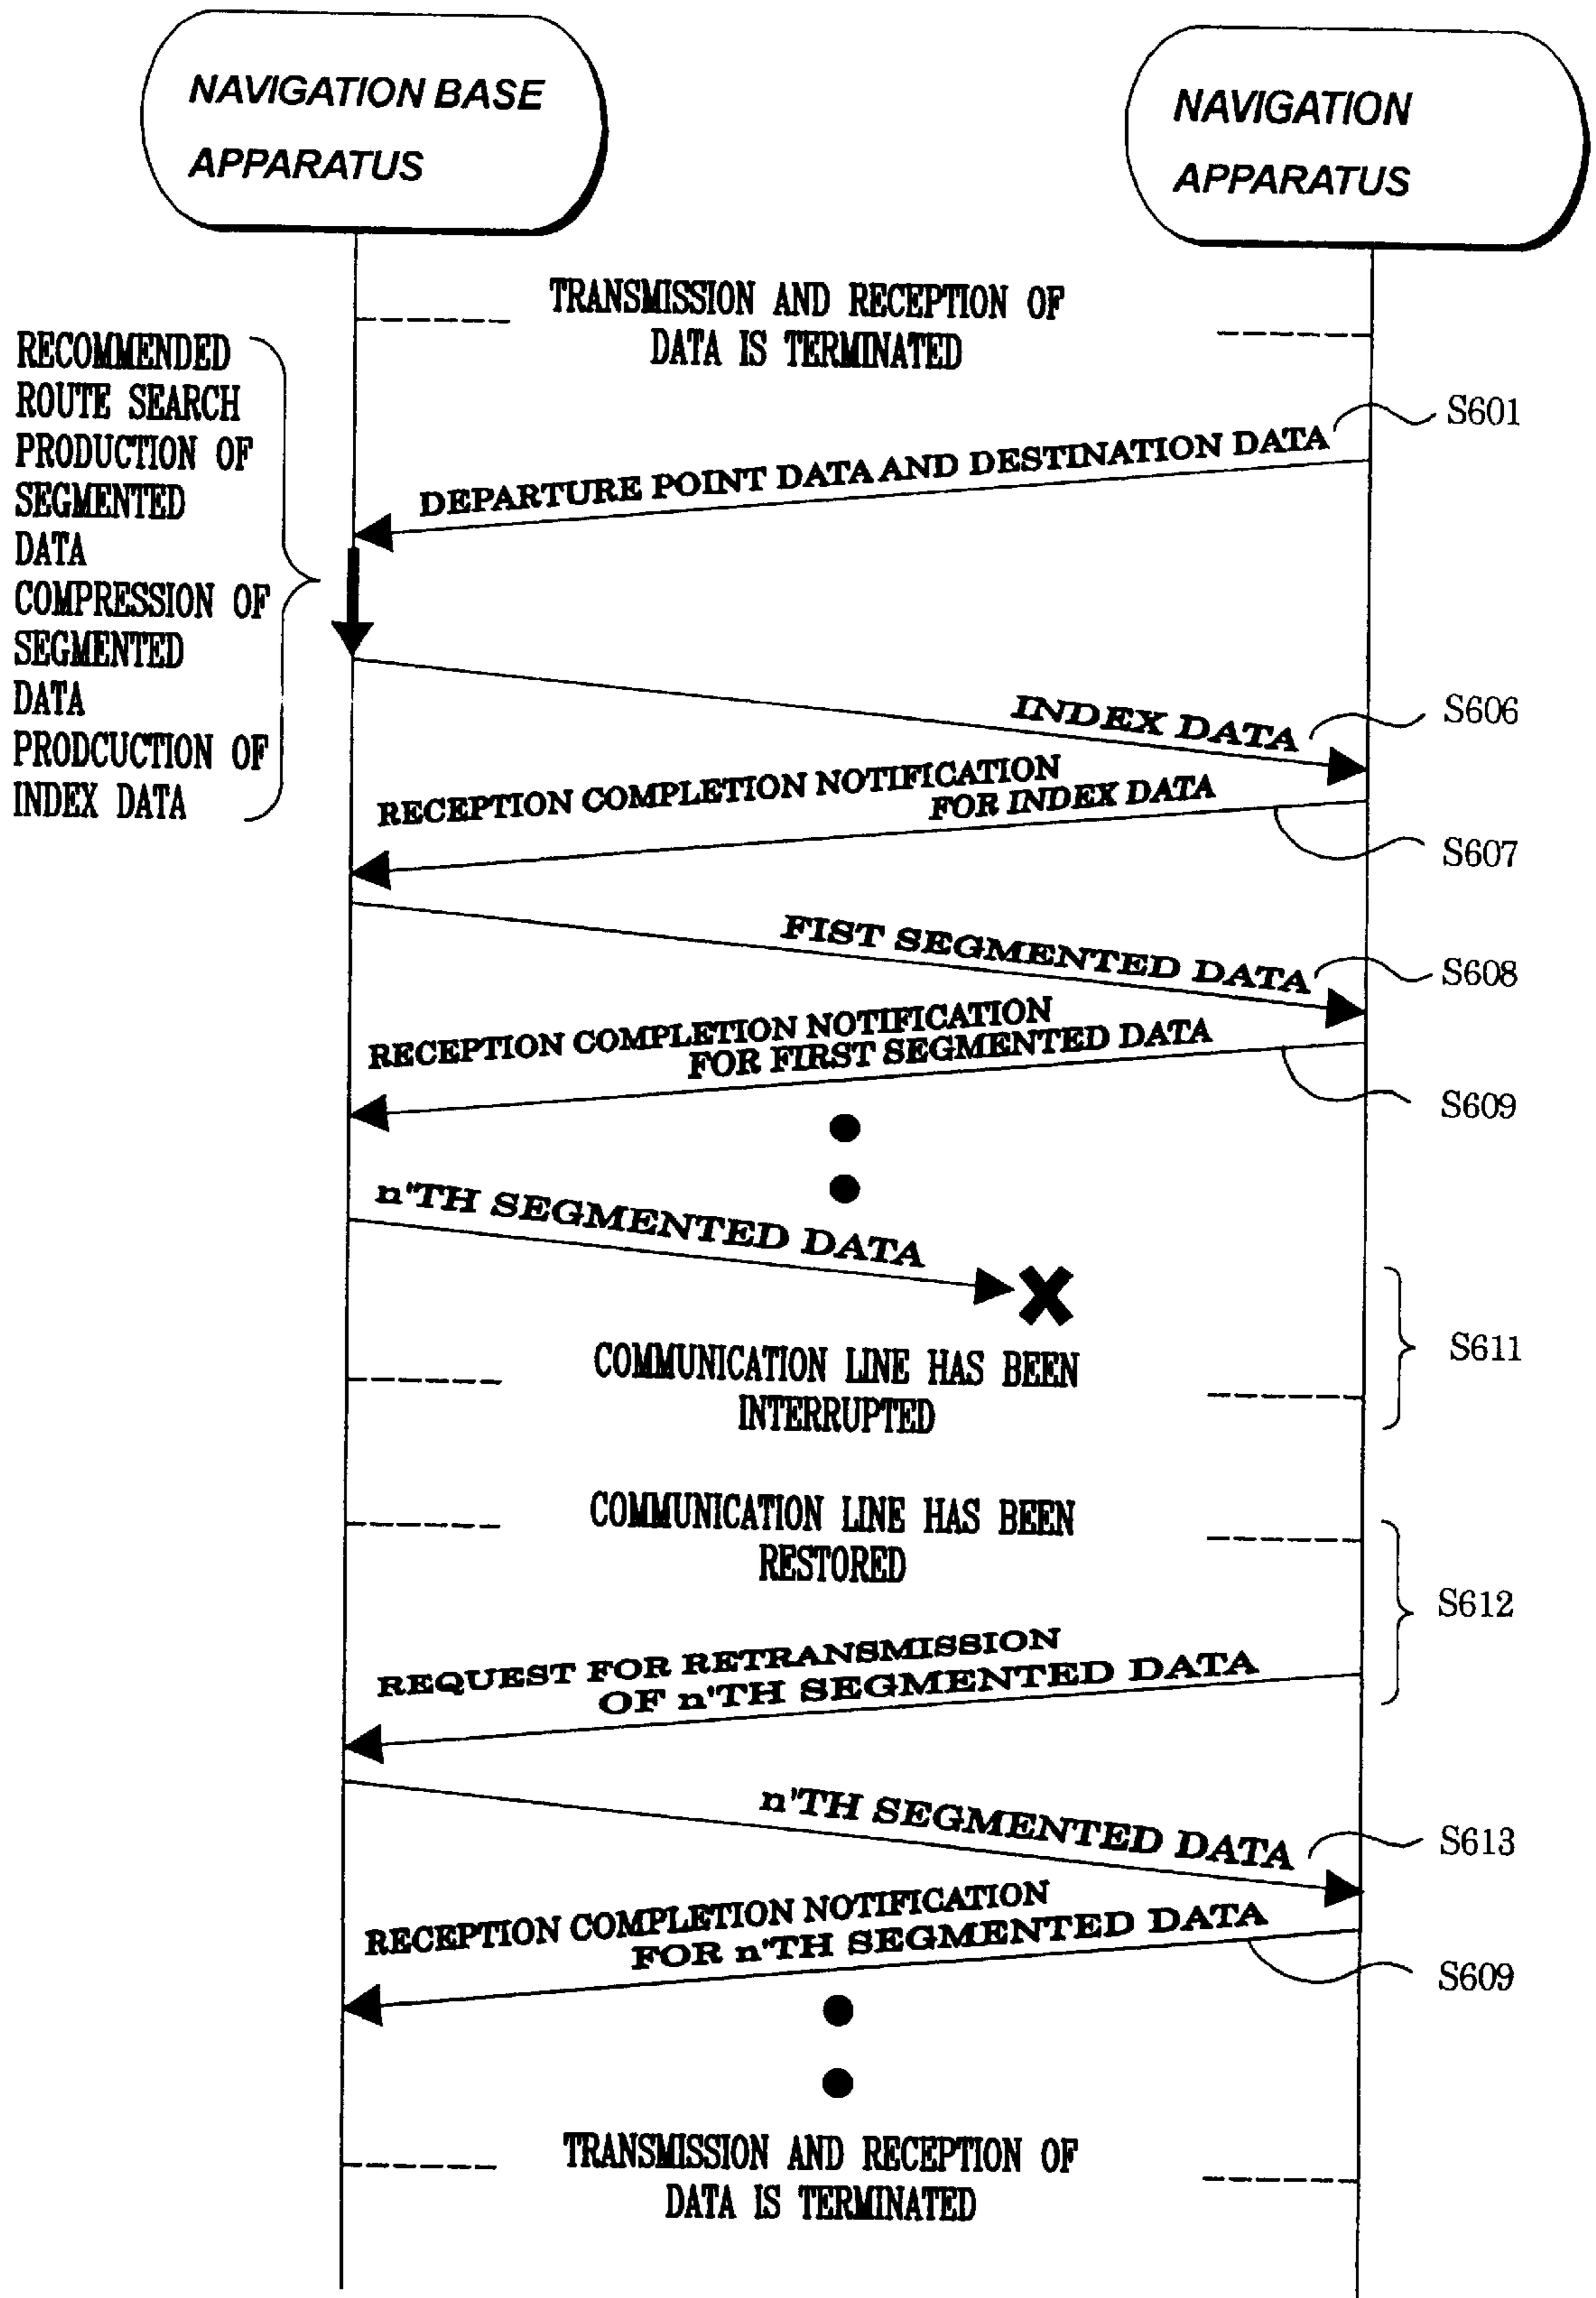 NAVIGATION BASE
APPARATUS
NAVIGATION
APPARATUS
TRANSMISSION AND RECEPTION OF
DATA IS TERMINATED
RECOMMENDED
ROUTE SEARCH
PRODUCTION OF
SEGMENTED
DATA
COMPRESSION OF
SEGMENTED
DATA
PRODCUCTION OF
INDEX DATA
S601
DEPARTURE POINT DATA AND DESTINATION DATA
INDEX DATA
S606
RECEPTION COMPLETION NOTIFICATION
FOR INDEX DATA
S607
FIST SEGMENTED DATA
S608
RECEPTION COMPLETION NOTIFICATION
FOR FIRST SEGMENTED DATA
S609
n'TH SEGMENTED DATA
S611
COMMUNICATION LINE HAS BEEN
INTERRUPTED
COMMUNICATION LINE HAS BEEN
RESTORED
S612
REQUEST FOR RETRANSMISSION
OF n'TH SEGMENTED DATA
n'TH SEGMENTED DATA
S613
RECEPTION COMPLETION NOTIFICATION
FOR n'TH SEGMENTED DATA
S609
TRANSMISSION AND RECEPTION OF
DATA IS TERMINATED